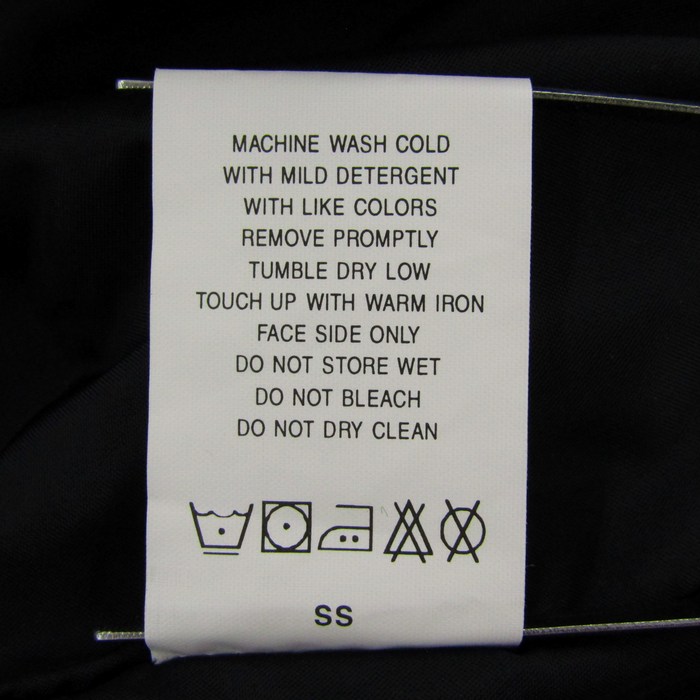 MACHINE WASH COLD
WITH MILD DETERGENT
WITH LIKE COLORS
REMOVE PROMPTLY
TUMBLE DRY LOW
TOUCH UP WITH WARM IRON
FACE SIDE ONLY
DO NOT STORE WET
DO NOT BLEACH
DO NOT DRY CLEAN
SS